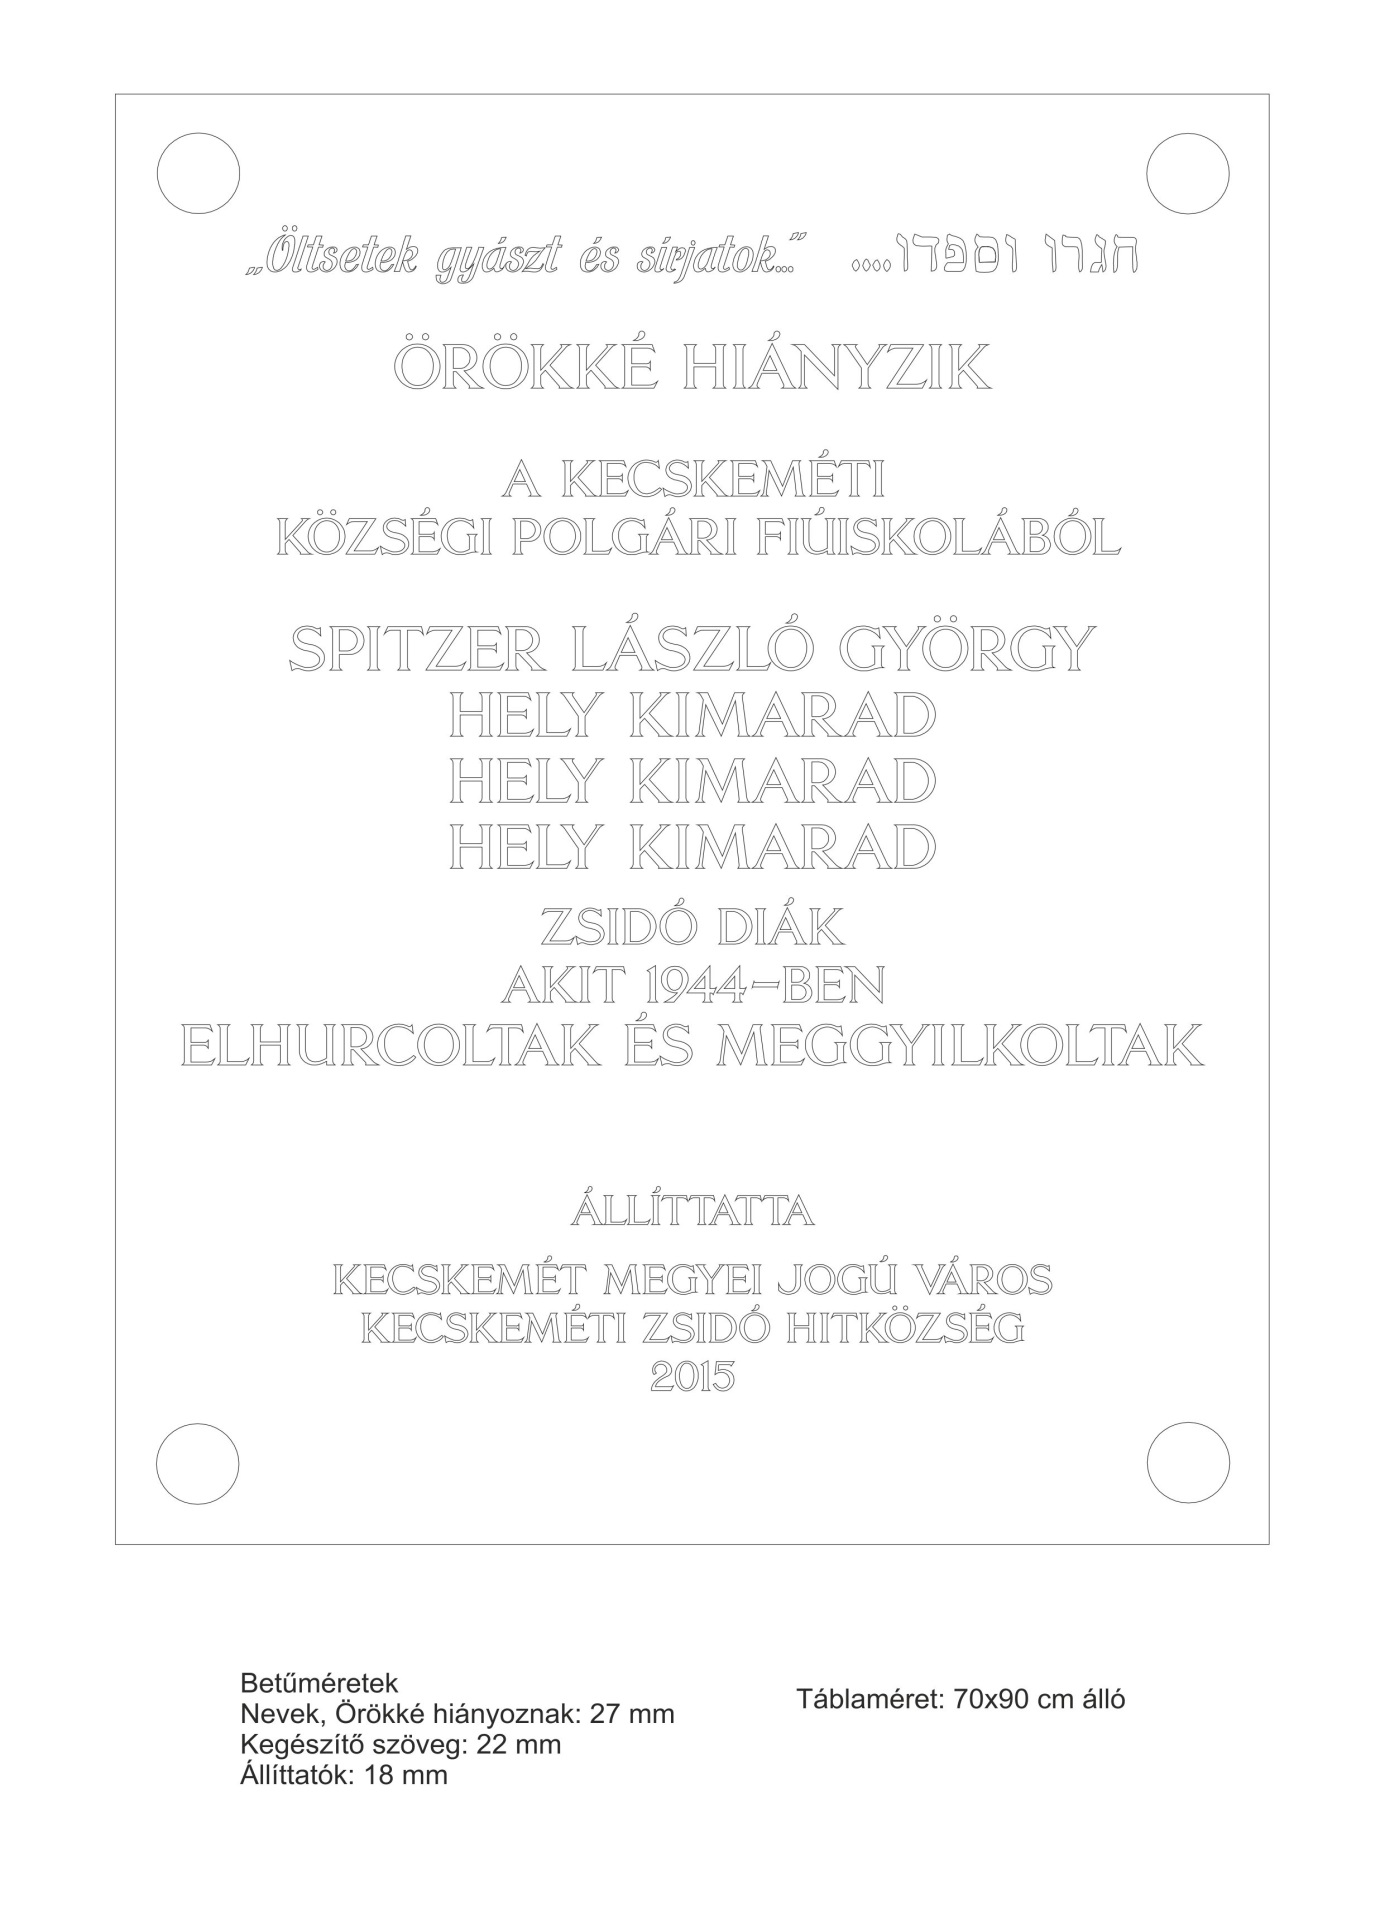 „Öltsetek gyászt és sírjatok...” חגרו וספדו....
ÖRÖKKÉ HIÁNYZIK
A KECSKEMÉTI
KÖZSÉGI POLGÁRI FIÚISKOLÁBÓL
SPITZER LÁSZLÓ GYÖRGY
HELY KIMARAD
HELY KIMARAD
HELY KIMARAD
ZSIDÓ DIÁK
AKIT 1944-BEN
ELHURCOLTAK ÉS MEGGYILKOLTAK
ÁLLÍTTATTA
KECSKEMÉT MEGYEI JOGÚ VÁROS
KECSKEMÉTI ZSIDÓ HITKÖZSÉG
2015
Betűméretek
Nevek, Örökké hiányoznak: 27 mm
Kegészítő szöveg: 22 mm
Állíttatók: 18 mm
Táblaméret: 70x90 cm álló